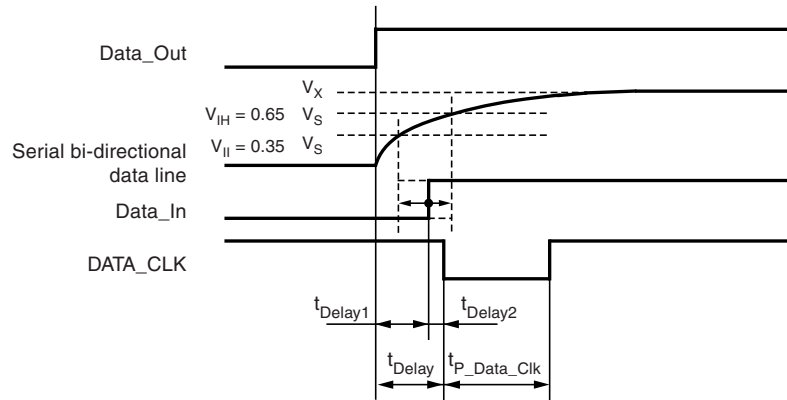 Data_Out
V_X
V_IH = 0.65 V_S
V_Il = 0.35 V_S
Serial bi-directional
data line
Data_In
DATA_CLK
t_Delay1
t_Delay2
t_Delay
t_P_Data_Clk